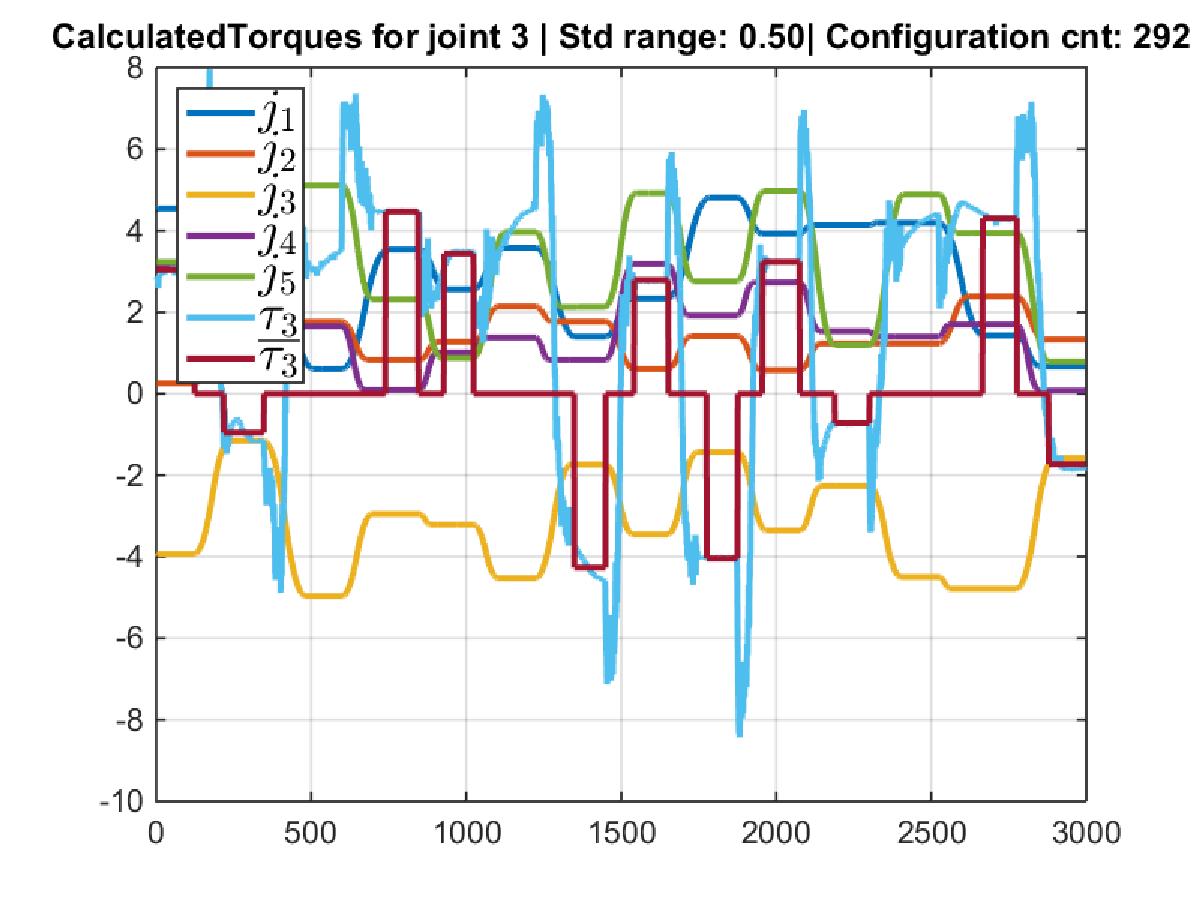 CalculatedTorques for joint 3 | Std range: 0.50| Configuration cnt: 292
8
6
4
2
0
-2
-4
-6
-8
-10
j1
j2
j3
j4
j5
τ3
τ̅3
0 500 1000 1500 2000 2500 3000